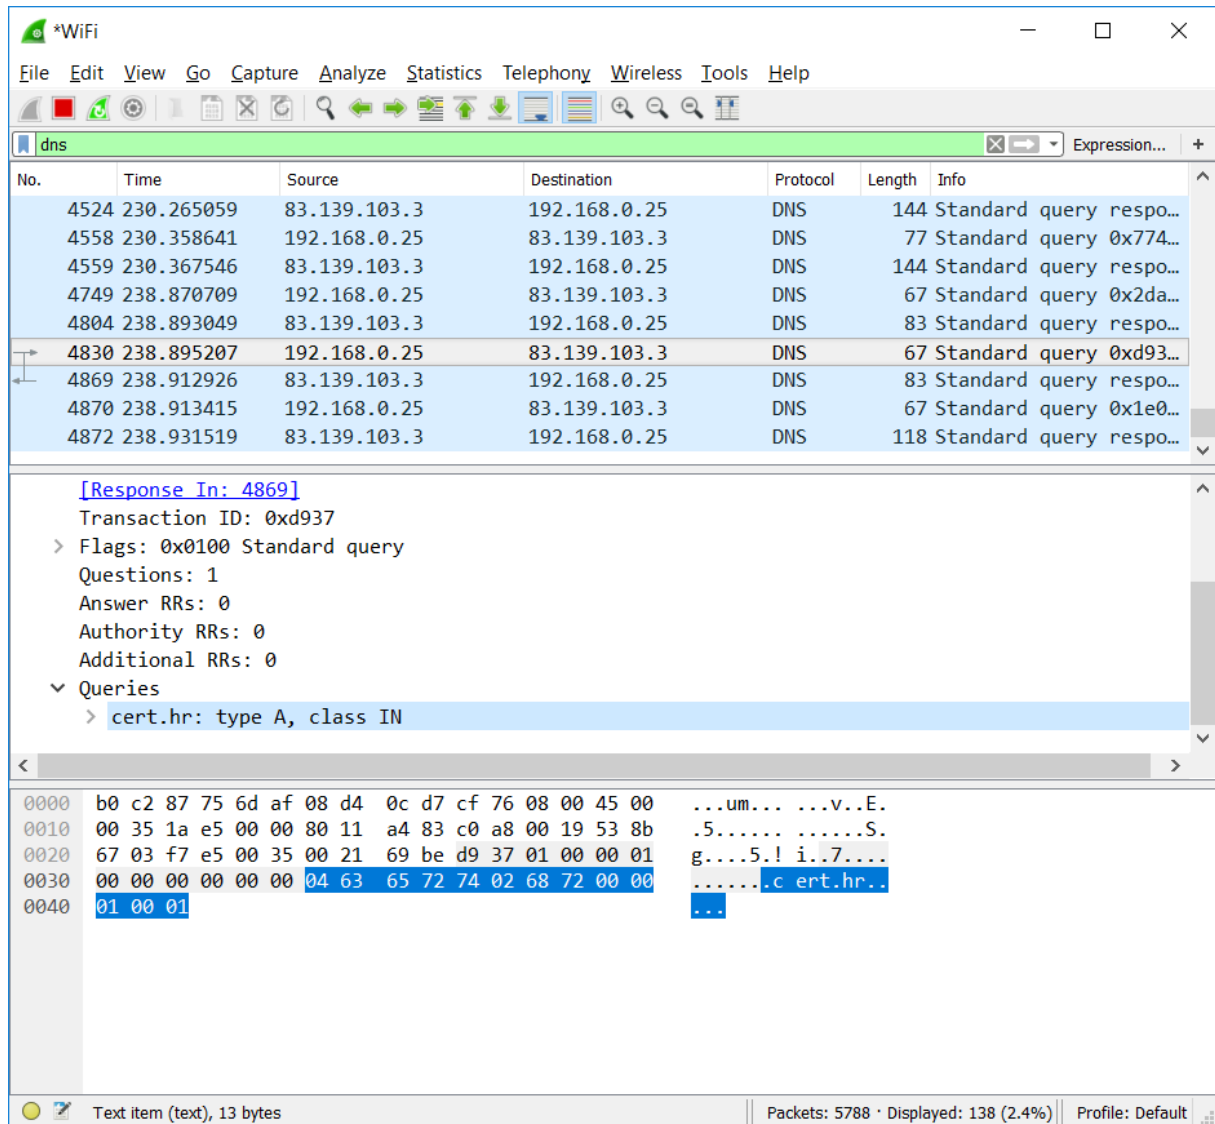 *WiFi
File Edit View Go Capture Analyze Statistics Telephony Wireless Tools Help
dns Expression... +
No. Time Source Destination Protocol Length Info
4524 230.265059 83.139.103.3 192.168.0.25 DNS 144 Standard query respo…
4558 230.358641 192.168.0.25 83.139.103.3 DNS 77 Standard query 0x774…
4559 230.367546 83.139.103.3 192.168.0.25 DNS 144 Standard query respo…
4749 238.870709 192.168.0.25 83.139.103.3 DNS 67 Standard query 0x2da…
4804 238.893049 83.139.103.3 192.168.0.25 DNS 83 Standard query respo…
4830 238.895207 192.168.0.25 83.139.103.3 DNS 67 Standard query 0xd93…
4869 238.912926 83.139.103.3 192.168.0.25 DNS 83 Standard query respo…
4870 238.913415 192.168.0.25 83.139.103.3 DNS 67 Standard query 0x1e0…
4872 238.931519 83.139.103.3 192.168.0.25 DNS 118 Standard query respo…
[Response In: 4869]
Transaction ID: 0xd937
Flags: 0x0100 Standard query
Questions: 1
Answer RRs: 0
Authority RRs: 0
Additional RRs: 0
Queries
cert.hr: type A, class IN
0000 b0 c2 87 75 6d af 08 d4 0c d7 cf 76 08 00 45 00 ...um... ...v..E.
0010 00 35 1a e5 00 00 80 11 a4 83 c0 a8 00 19 53 8b .5...... ......S.
0020 67 03 f7 e5 00 35 00 21 69 be d9 37 01 00 00 01 g....5.! i..7....
0030 00 00 00 00 00 00 04 63 65 72 74 02 68 72 00 00 .......c ert.hr..
0040 01 00 01 ...
Text item (text), 13 bytes Packets: 5788 · Displayed: 138 (2.4%) Profile: Default